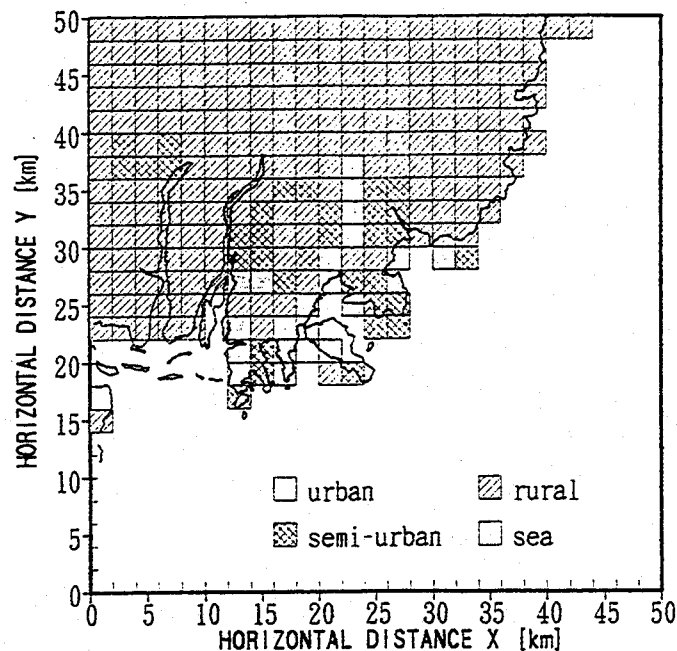 HORIZONTAL DISTANCE Y [km]
50
45
40
35
30
25
20
15
10
5
0
urban
rural
semi-urban
sea
0 5 10 15 20 25 30 35 40 45 50
HORIZONTAL DISTANCE X [km]